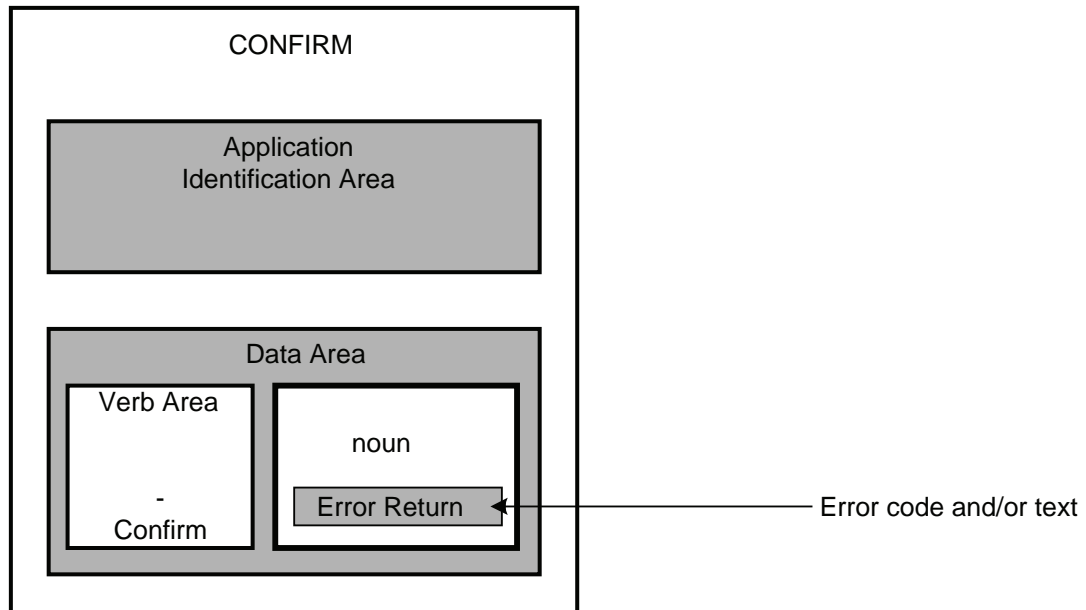 CONFIRM
Application
Identification Area
Data Area
Verb Area
-
Confirm
noun
Error Return
Error code and/or text